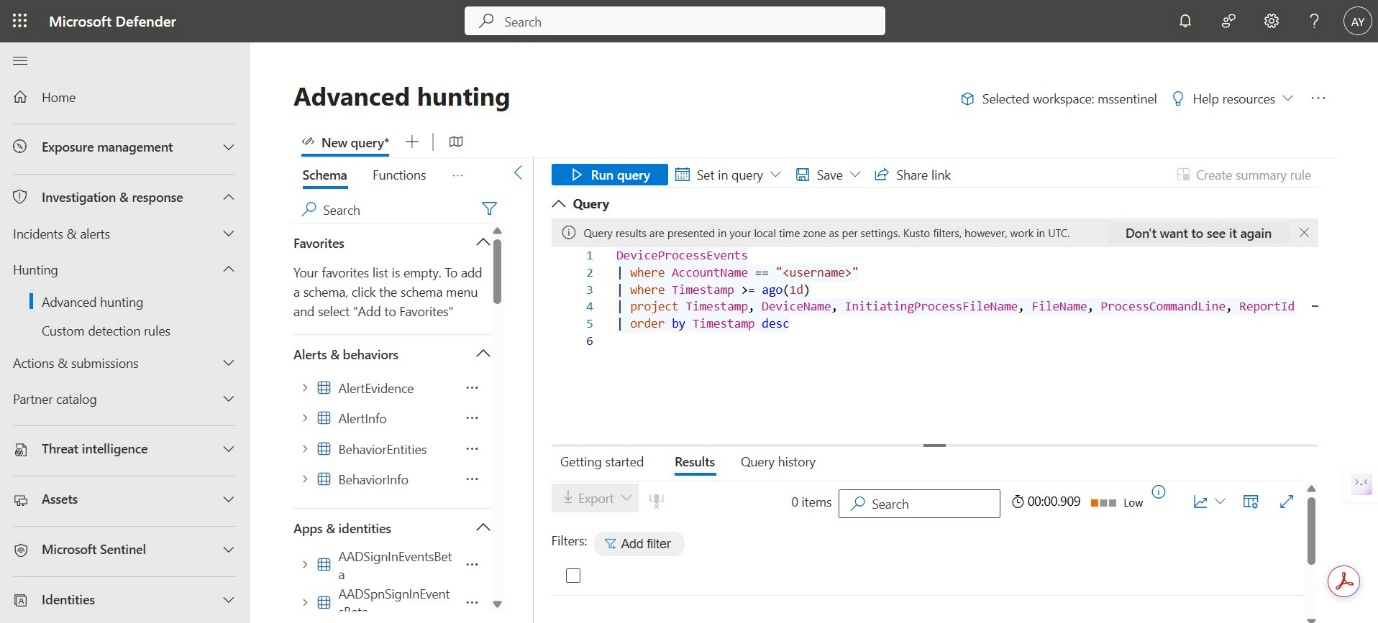 Microsoft Defender
Search
AY
Home
Exposure management
Investigation & response
Incidents & alerts
Hunting
Advanced hunting
Custom detection rules
Actions & submissions
Partner catalog
Threat intelligence
Assets
Microsoft Sentinel
Identities
Advanced hunting
Selected workspace: mssentinel
Help resources
New query*
Schema
Functions
Search
Favorites
Your favorites list is empty. To add
a schema, click the schema menu
and select "Add to Favorites"
Alerts & behaviors
AlertEvidence
AlertInfo
BehaviorEntities
BehaviorInfo
Apps & identities
AADSignInEventsBet
a
AADSpnSignInEvent
sBeta
Run query
Set in query
Save
Share link
Create summary rule
Query
Query results are presented in your local time zone as per settings. Kusto filters, however, work in UTC.
Don't want to see it again
1 DeviceProcessEvents
2 | where AccountName == "<username>"
3 | where Timestamp >= ago(1d)
4 | project Timestamp, DeviceName, InitiatingProcessFileName, FileName, ProcessCommandLine, ReportId
5 | order by Timestamp desc
6
Getting started
Results
Query history
Export
0 items
Search
00:00.909
Low
Filters:
Add filter